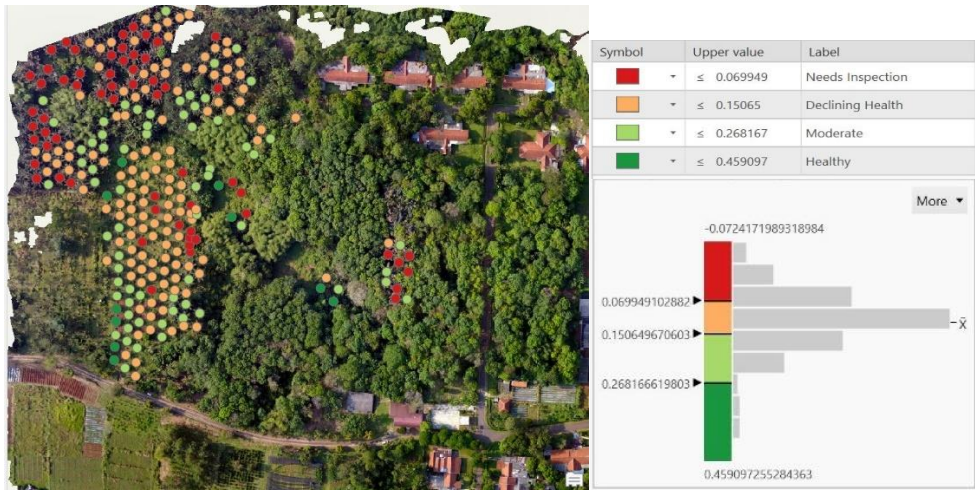 Symbol Upper value Label
≤ 0.069949 Needs Inspection
≤ 0.15065 Declining Health
≤ 0.268167 Moderate
≤ 0.459097 Healthy
More
-0.0724171989318984
0.069949102882
x̄
0.150649670603
0.268166619803
0.459097255284363